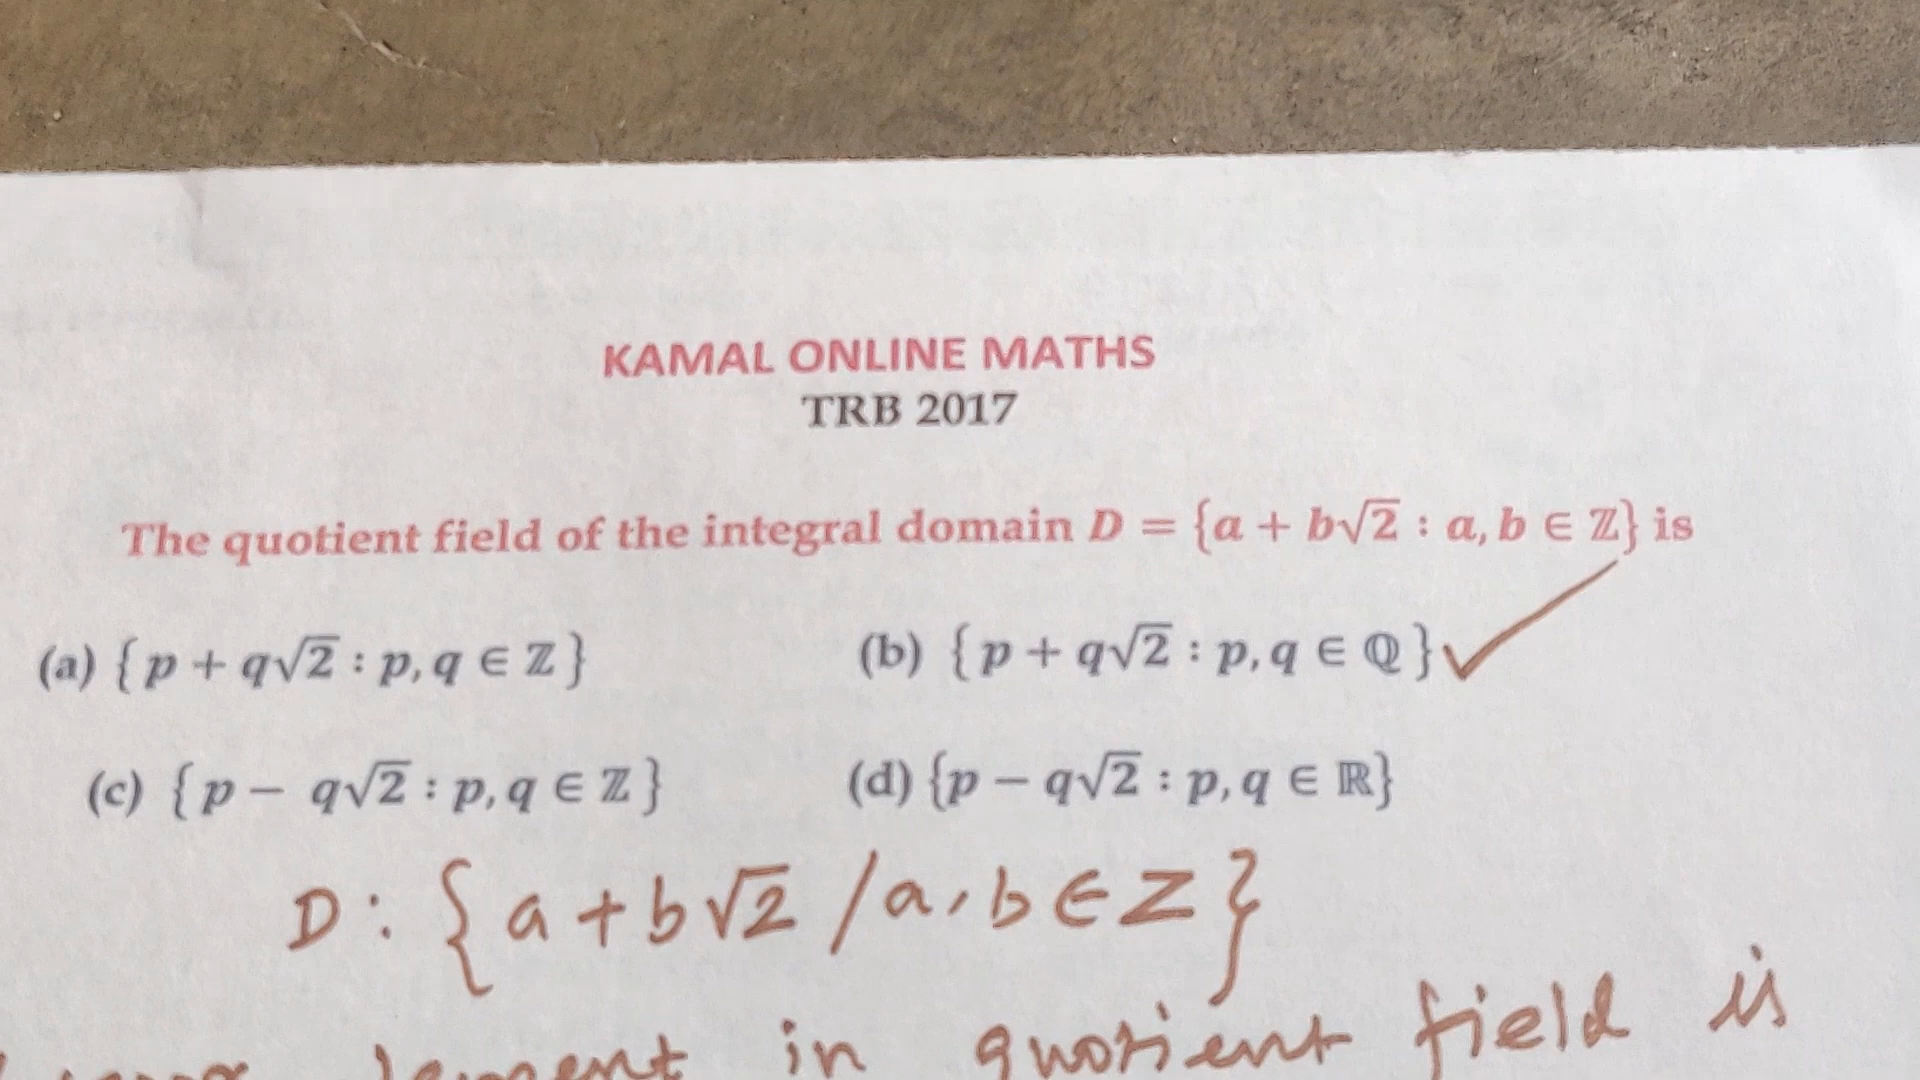 KAMAL ONLINE MATHS
TRB 2017
The quotient field of the integral domain D = {a + b√2 : a, b ∈ ℤ} is
(a) { p + q√2 : p, q ∈ ℤ } (b) { p + q√2 : p, q ∈ ℚ } ✓
(c) { p − q√2 : p, q ∈ ℤ } (d) {p − q√2 : p, q ∈ ℝ}
D : { a + b √2 / a, b ∈ Z }
in quotient field is